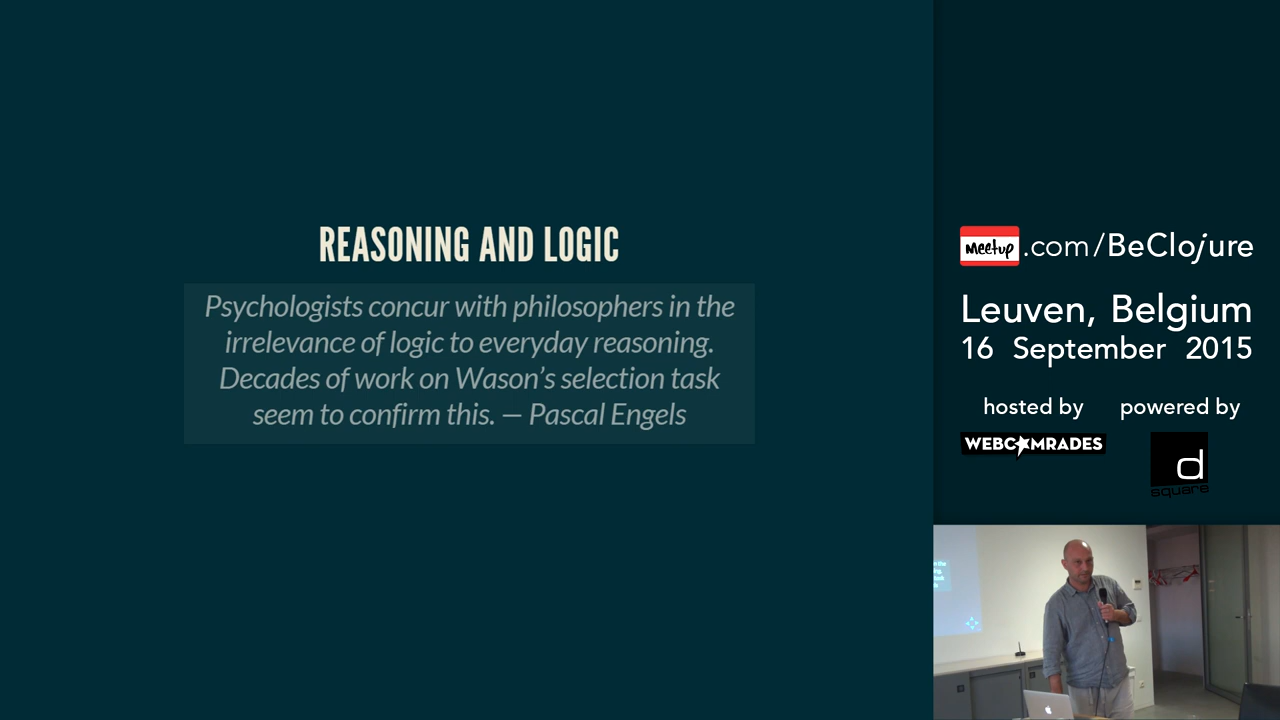 REASONING AND LOGIC
Psychologists concur with philosophers in the
irrelevance of logic to everyday reasoning.
Decades of work on Wason’s selection task
seem to confirm this. — Pascal Engels
Meetup.com/BeClojure
Leuven, Belgium
16 September 2015
hosted by powered by
WEBCOMRADES
d
square